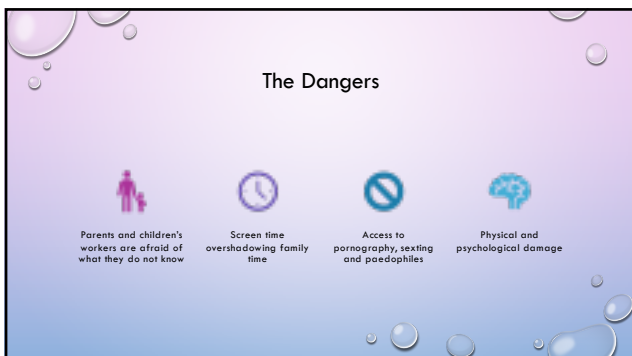 The Dangers
Parents and children's
workers are afraid of
what they do not know
Screen time
overshadowing family
time
Access to
pornography, sexting
and paedophiles
Physical and
psychological damage